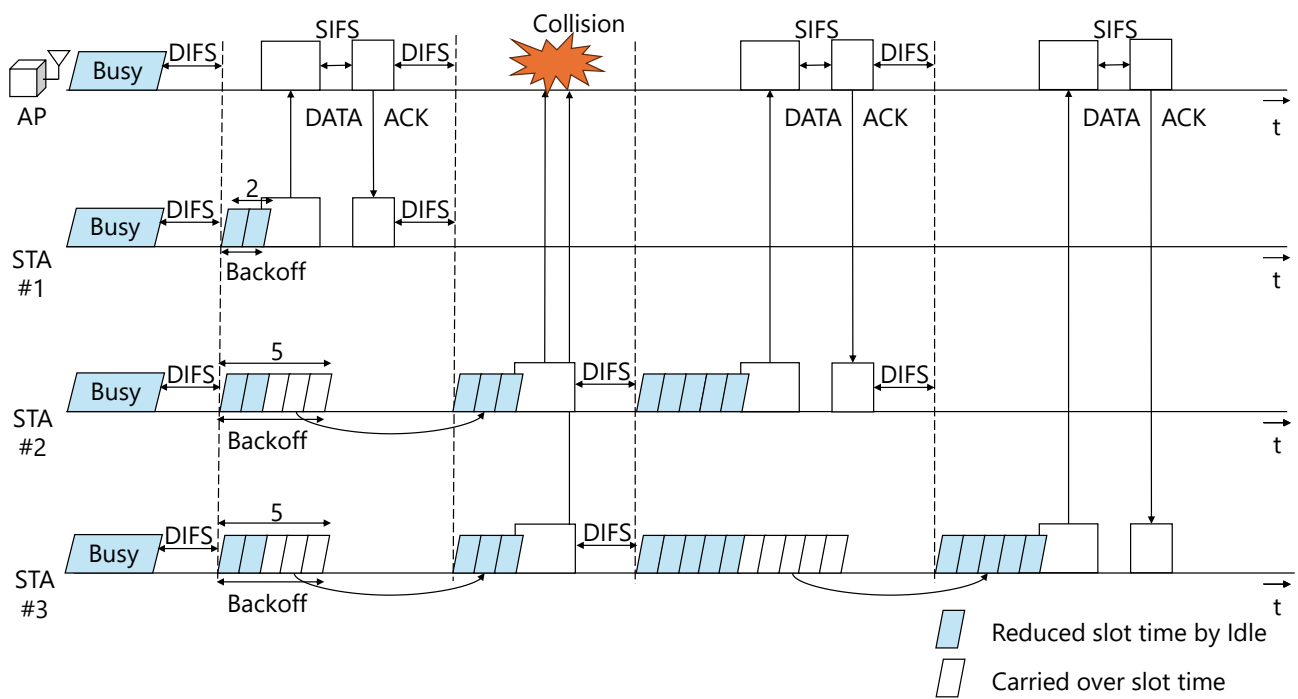 Collision
SIFS
SIFS
SIFS
DIFS
DIFS
DIFS
Busy
AP
DATA
ACK
DATA
ACK
DATA
ACK
t
2
DIFS
DIFS
Busy
STA
#1
Backoff
t
5
DIFS
DIFS
DIFS
Busy
STA
#2
Backoff
t
5
DIFS
DIFS
Busy
STA
#3
Backoff
t
Reduced slot time by Idle
Carried over slot time